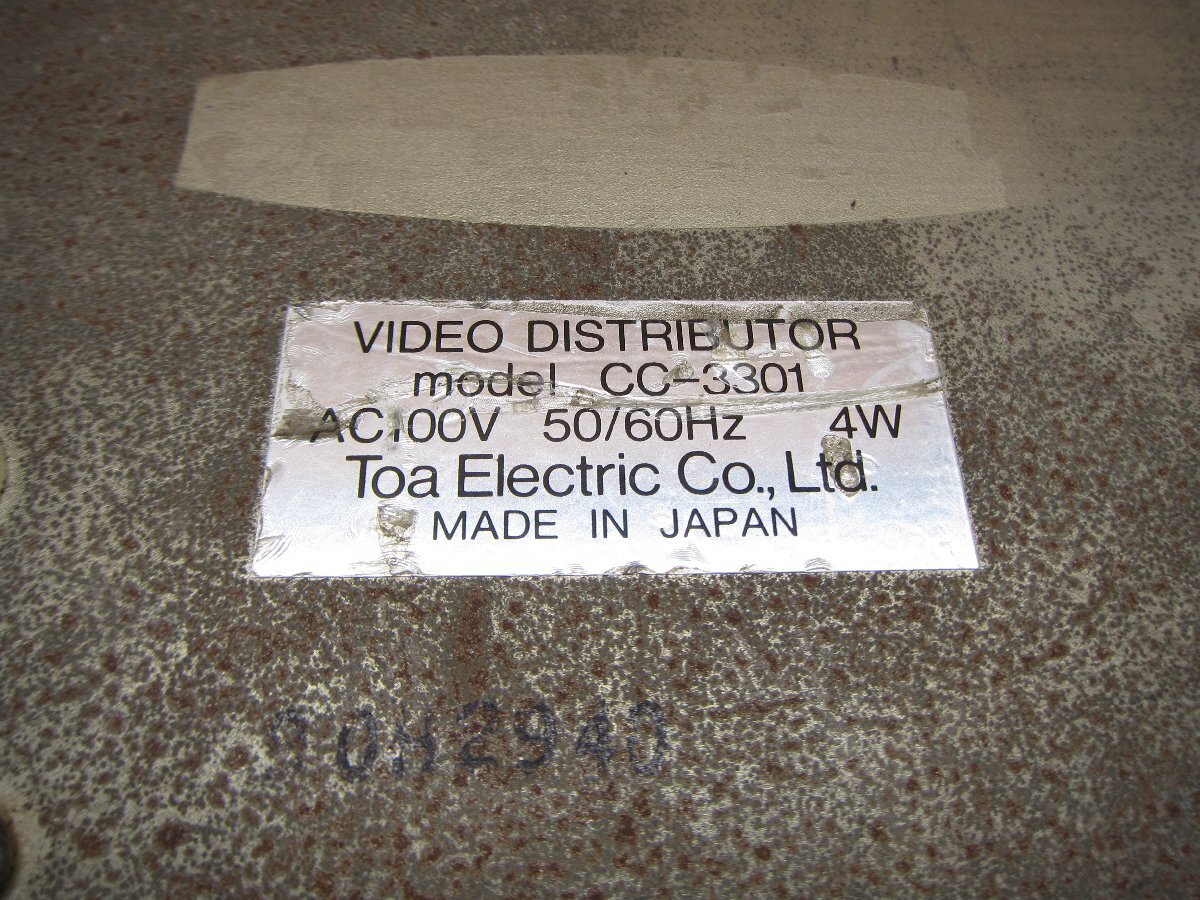 VIDEO DISTRIBUTOR
model CC-3301
AC100V 50/60Hz 4W
Toa Electric Co., Ltd.
MADE IN JAPAN